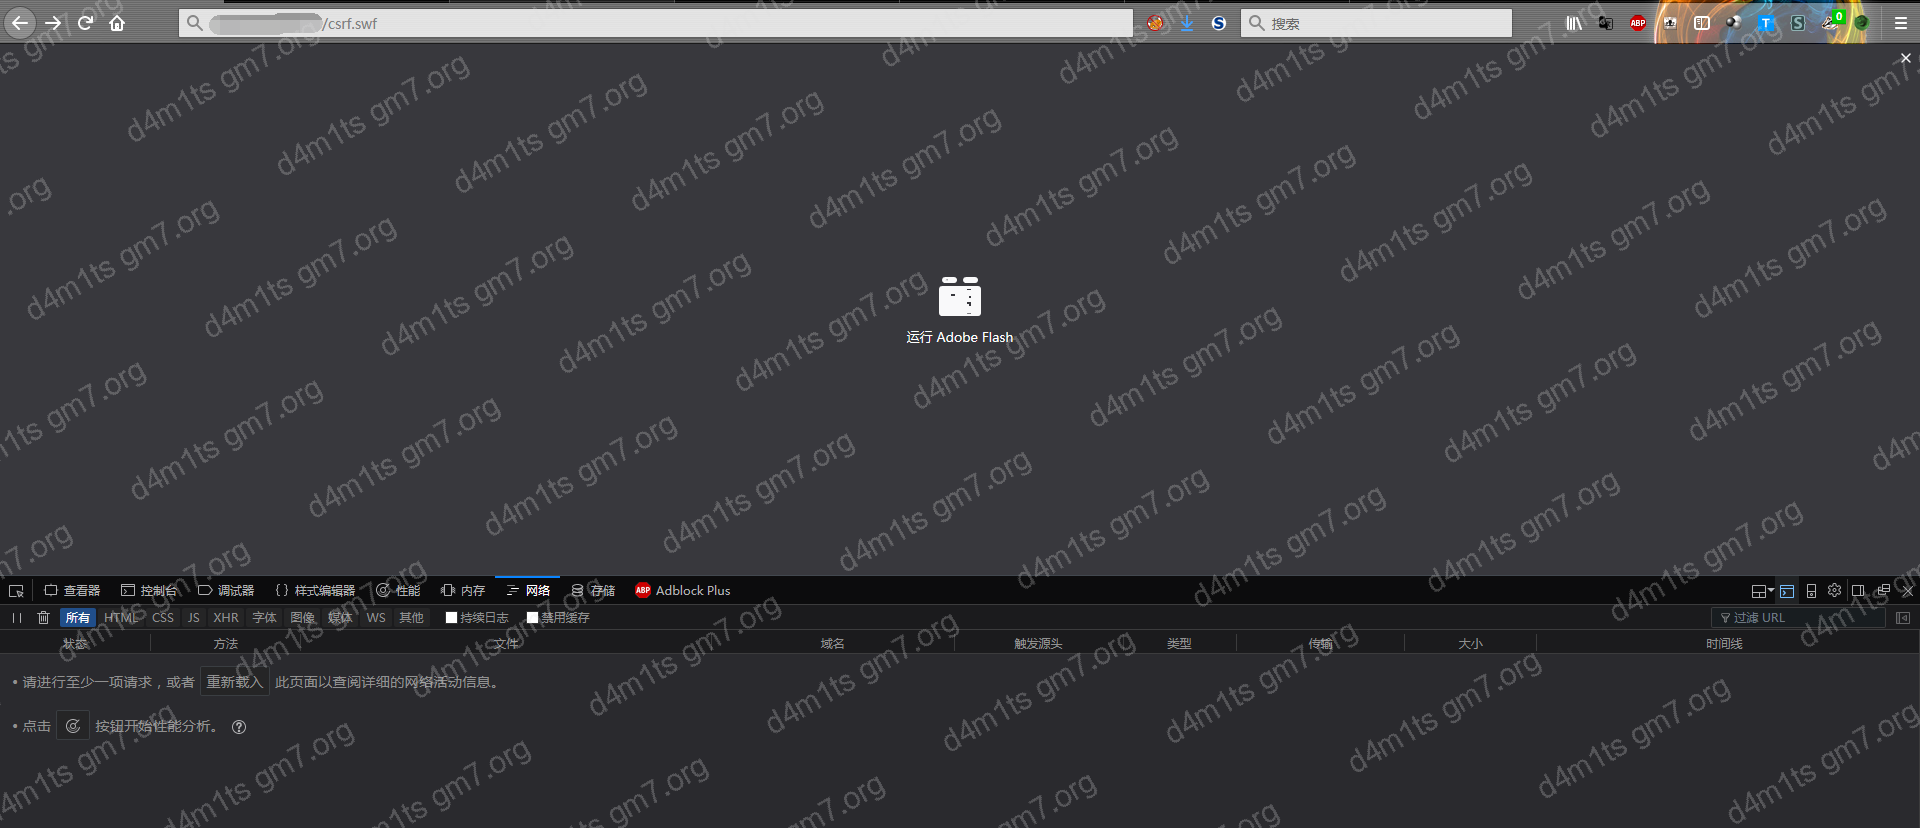 /csrf.swf
搜索
ABP
T
S
0
运行 Adobe Flash
查看器 控制台 调试器 {} 样式编辑器 性能 内存 网络 存储 ABP Adblock Plus
所有 HTML CSS JS XHR 字体 图像 媒体 WS 其他 持续日志 禁用缓存 过滤 URL
状态 方法 文件 域名 触发源头 类型 传输 大小 时间线
• 请进行至少一项请求，或者 重新载入 此页面以查阅详细的网络活动信息。
• 点击 按钮开始性能分析。 ?
d4m1ts gm7.org